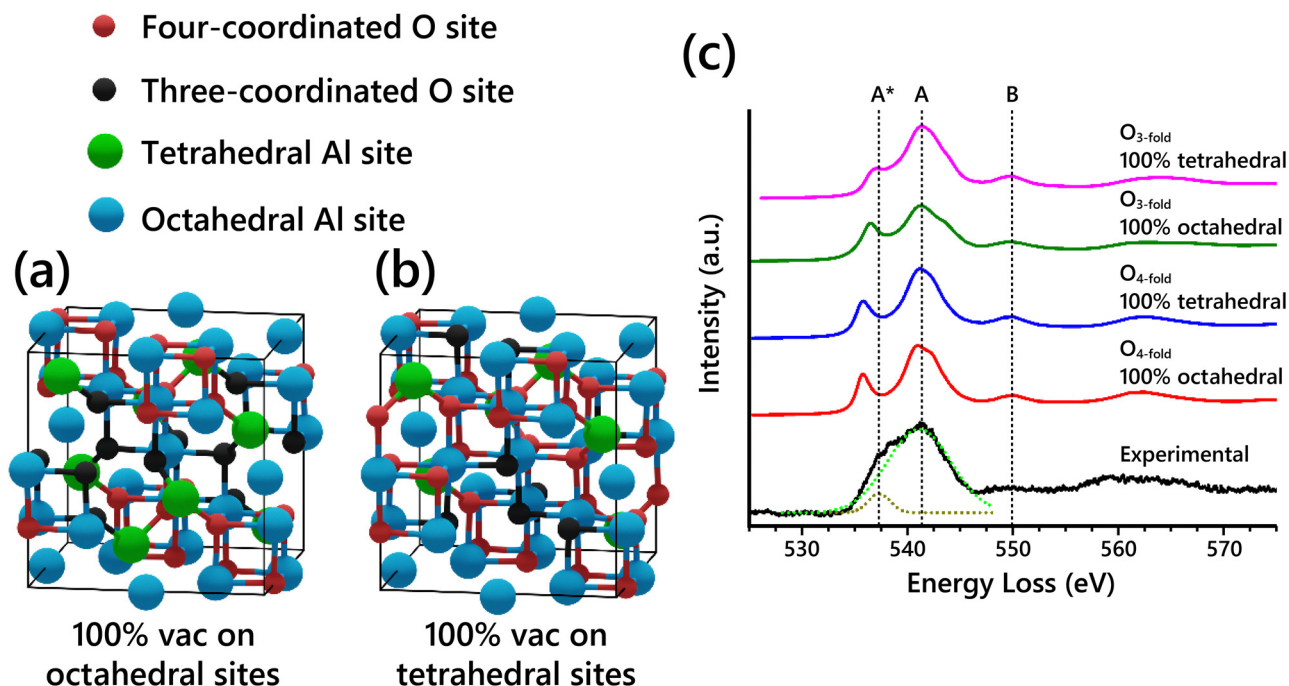 Four-coordinated O site
Three-coordinated O site
Tetrahedral Al site
Octahedral Al site
(a)
(b)
100% vac on
octahedral sites
100% vac on
tetrahedral sites
(c)
A* A B
O3-fold
100% tetrahedral
O3-fold
100% octahedral
O4-fold
100% tetrahedral
O4-fold
100% octahedral
Experimental
Intensity (a.u.)
530 540 550 560 570
Energy Loss (eV)